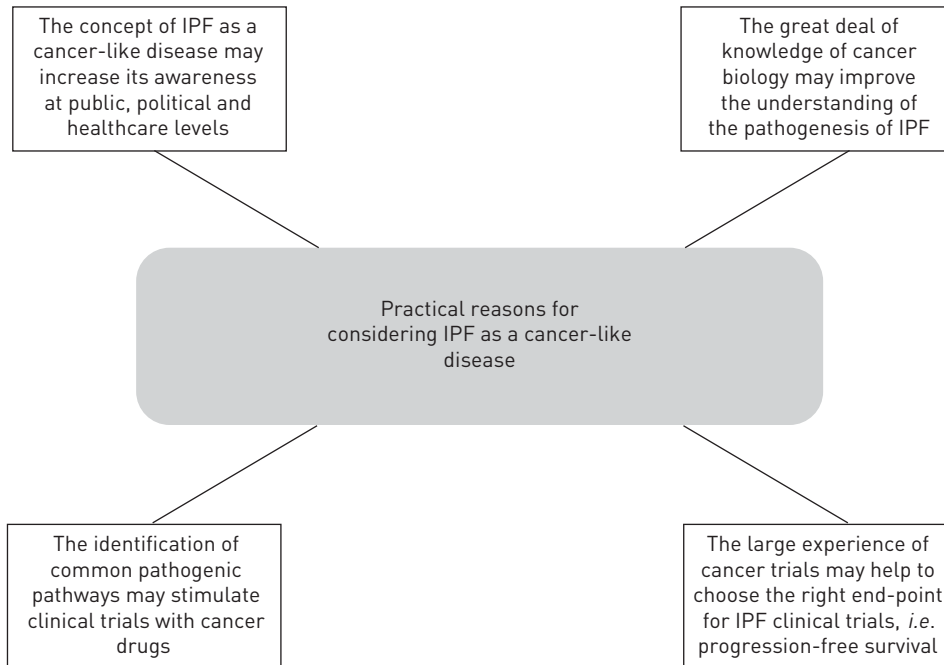 The concept of IPF as a
cancer-like disease may
increase its awareness
at public, political and
healthcare levels
The great deal of
knowledge of cancer
biology may improve
the understanding of
the pathogenesis of IPF
Practical reasons for
considering IPF as a cancer-like
disease
The identification of
common pathogenic
pathways may stimulate
clinical trials with cancer
drugs
The large experience of
cancer trials may help to
choose the right end-point
for IPF clinical trials, i.e.
progression-free survival